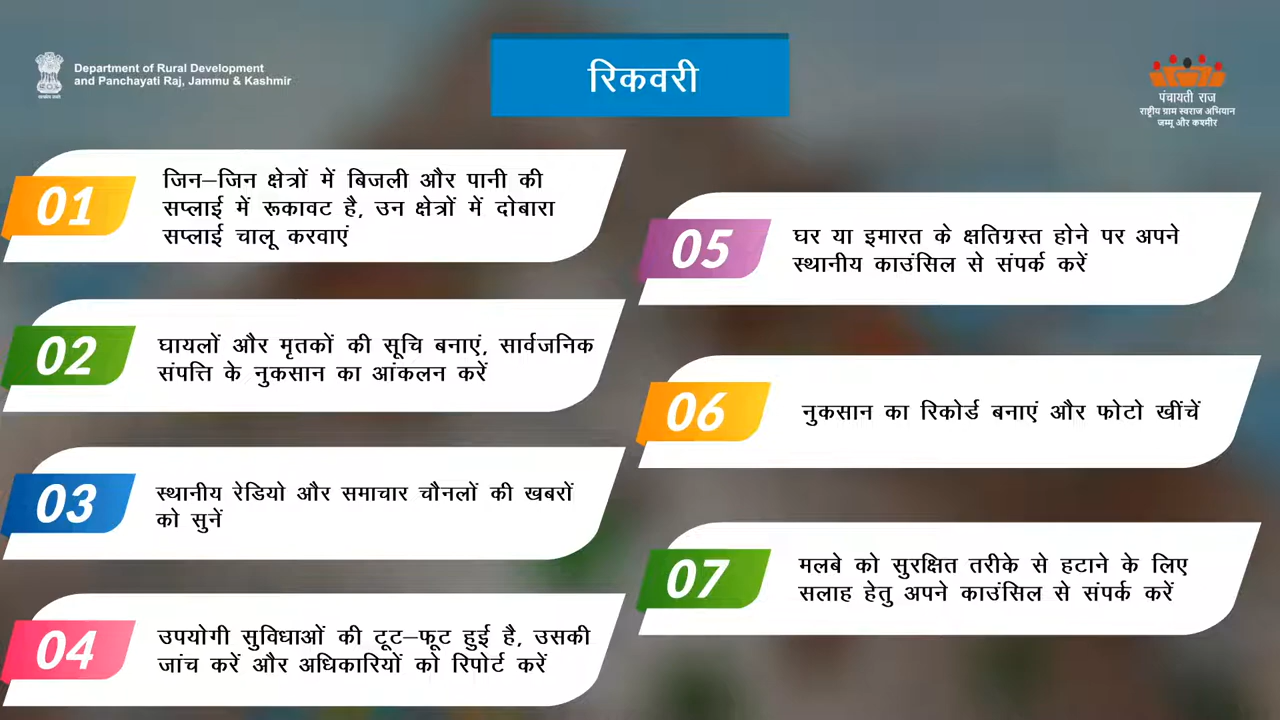 Department of Rural Development
and Panchayati Raj, Jammu & Kashmir
रिकवरी
पंचायती राज
राष्ट्रीय ग्राम स्वराज अभियान
जम्मू और कश्मीर
01
जिन–जिन क्षेत्रों में बिजली और पानी की
सप्लाई में रूकावट है, उन क्षेत्रों में दोबारा
सप्लाई चालू करवाएं
02
घायलों और मृतकों की सूचि बनाएं, सार्वजनिक
संपत्ति के नुकसान का आंकलन करें
03
स्थानीय रेडियो और समाचार चौनलों की खबरों
को सुनें
04
उपयोगी सुविधाओं की टूट–फूट हुई है, उसकी
जांच करें और अधिकारियों को रिपोर्ट करें
05
घर या इमारत के क्षतिग्रस्त होने पर अपने
स्थानीय काउंसिल से संपर्क करें
06
नुकसान का रिकोर्ड बनाएं और फोटो खींचें
07
मलबे को सुरक्षित तरीके से हटाने के लिए
सलाह हेतु अपने काउंसिल से संपर्क करें